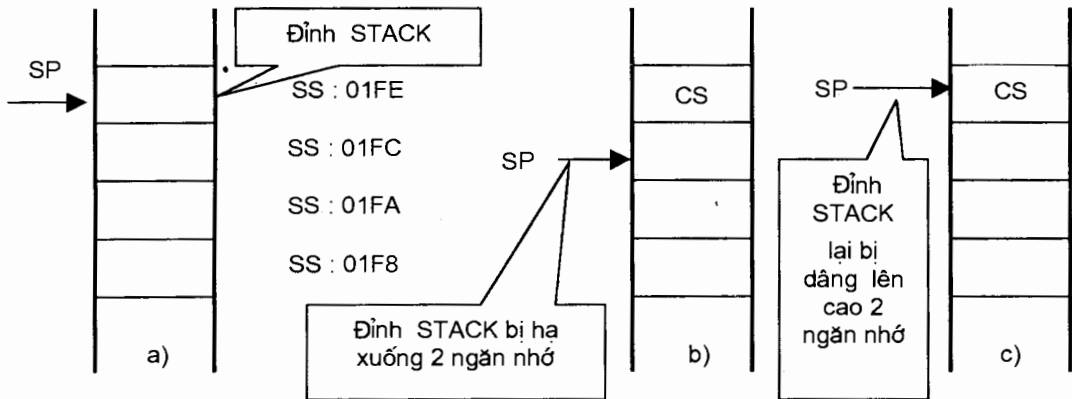 Đỉnh STACK
SP
SS : 01FE
SS : 01FC
SS : 01FA
SS : 01F8
a)
SP
Đỉnh STACK bị hạ
xuống 2 ngăn nhớ
CS
b)
SP
Đỉnh
STACK
lại bị
dâng lên
cao 2
ngăn nhớ
CS
c)